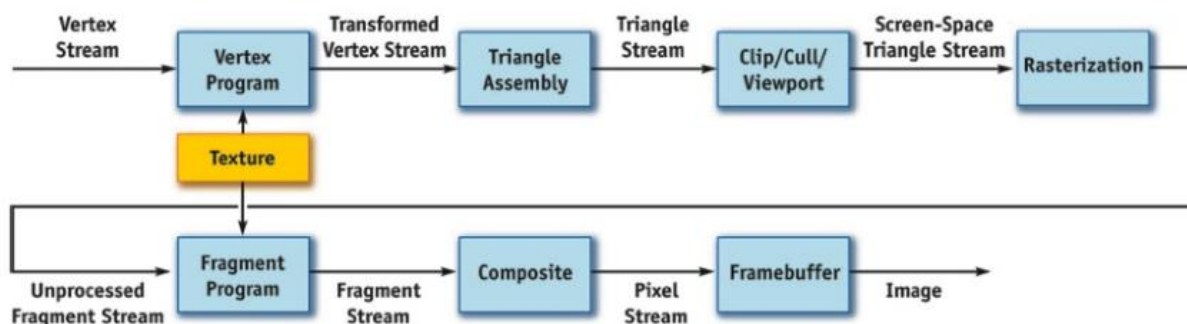 Vertex
Stream
Vertex
Program
Transformed
Vertex Stream
Triangle
Assembly
Triangle
Stream
Clip/Cull/
Viewport
Screen-Space
Triangle Stream
Rasterization
Texture
Unprocessed
Fragment Stream
Fragment
Program
Fragment
Stream
Composite
Pixel
Stream
Framebuffer
Image